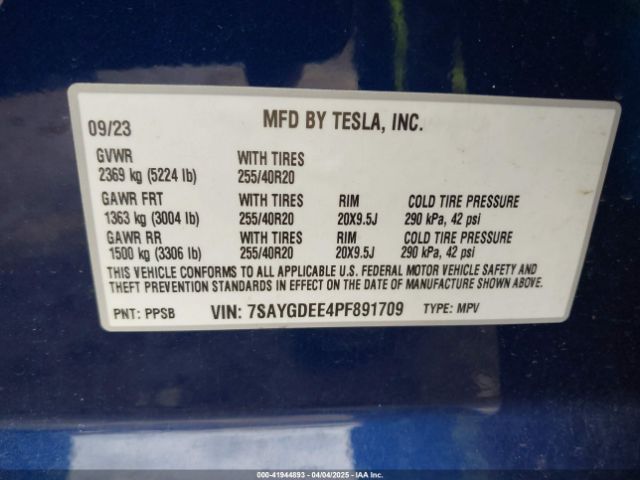 09/23 MFD BY TESLA, INC.
GVWR WITH TIRES
2369 kg (5224 lb) 255/40R20
GAWR FRT WITH TIRES RIM COLD TIRE PRESSURE
1363 kg (3004 lb) 255/40R20 20X9.5J 290 kPa, 42 psi
GAWR RR WITH TIRES RIM COLD TIRE PRESSURE
1500 kg (3306 lb) 255/40R20 20X9.5J 290 kPa, 42 psi
THIS VEHICLE CONFORMS TO ALL APPLICABLE U.S. FEDERAL MOTOR VEHICLE SAFETY AND
THEFT PREVENTION STANDARDS IN EFFECT ON THE DATE OF MANUFACTURE SHOWN ABOVE.
PNT: PPSB VIN: 7SAYGDEE4PF891709 TYPE: MPV
000-41944893 - 04/04/2025 - IAAI.COM